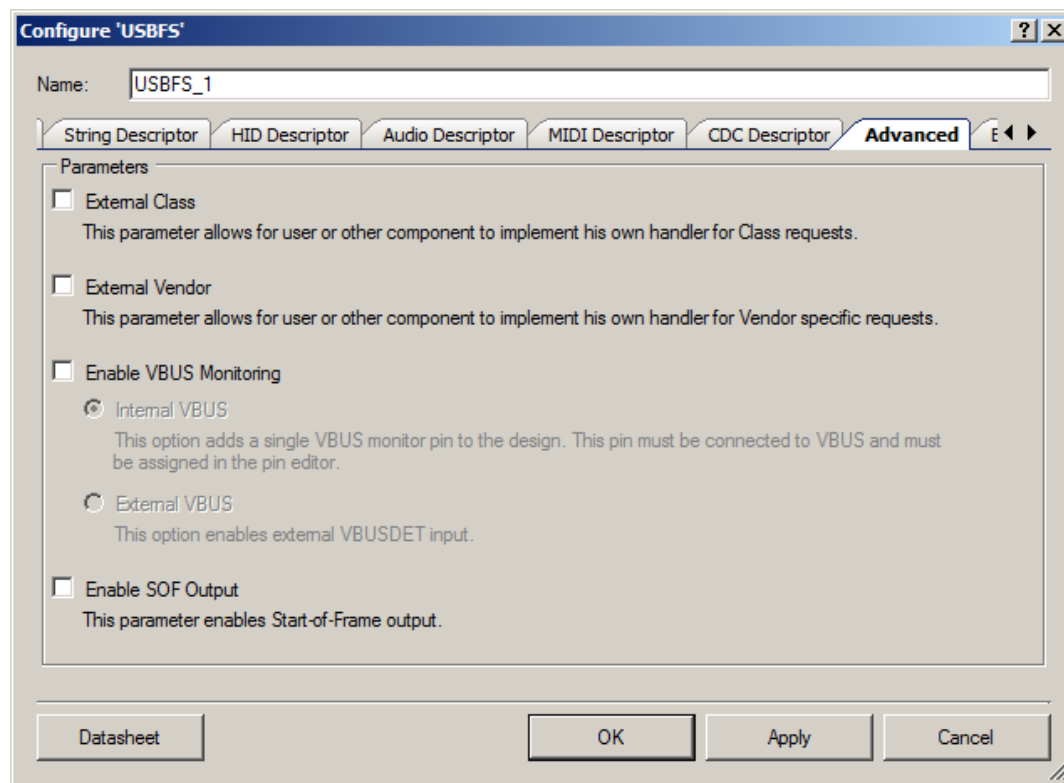 Configure 'USBFS'
Name: USBFS_1
String Descriptor HID Descriptor Audio Descriptor MIDI Descriptor CDC Descriptor Advanced
Parameters
External Class
This parameter allows for user or other component to implement his own handler for Class requests.
External Vendor
This parameter allows for user or other component to implement his own handler for Vendor specific requests.
Enable VBUS Monitoring
Internal VBUS
This option adds a single VBUS monitor pin to the design. This pin must be connected to VBUS and must
be assigned in the pin editor.
External VBUS
This option enables external VBUSDET input.
Enable SOF Output
This parameter enables Start-of-Frame output.
Datasheet OK Apply Cancel